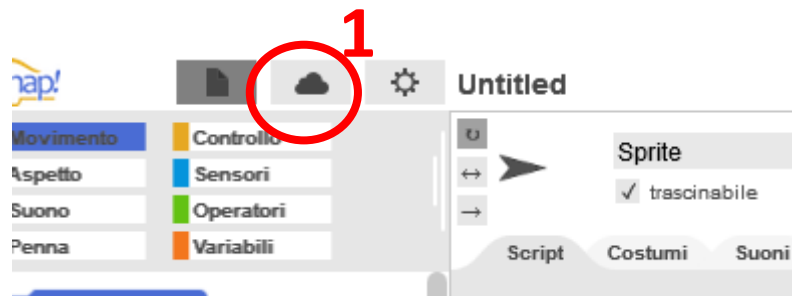 1
nap!
Untitled
Movimento
Controllo
Aspetto
Sensori
Suono
Operatori
Penna
Variabili
Sprite
trascinabile
Script
Costumi
Suoni